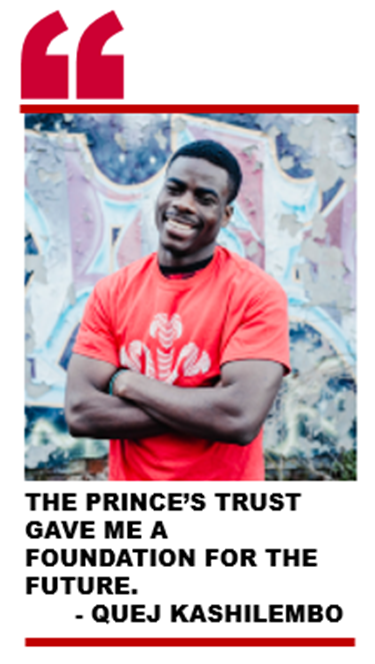 THE PRINCE’S TRUST
GAVE ME A
FOUNDATION FOR THE
FUTURE.
- QUEJ KASHILEMBO